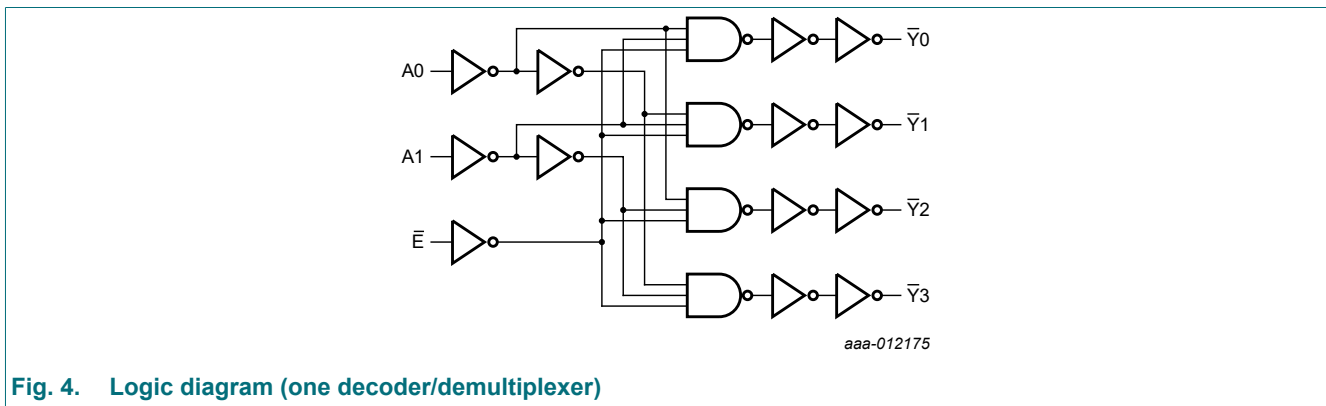 A0
A1
E̅
Y̅0
Y̅1
Y̅2
Y̅3
aaa-012175
Fig. 4. Logic diagram (one decoder/demultiplexer)